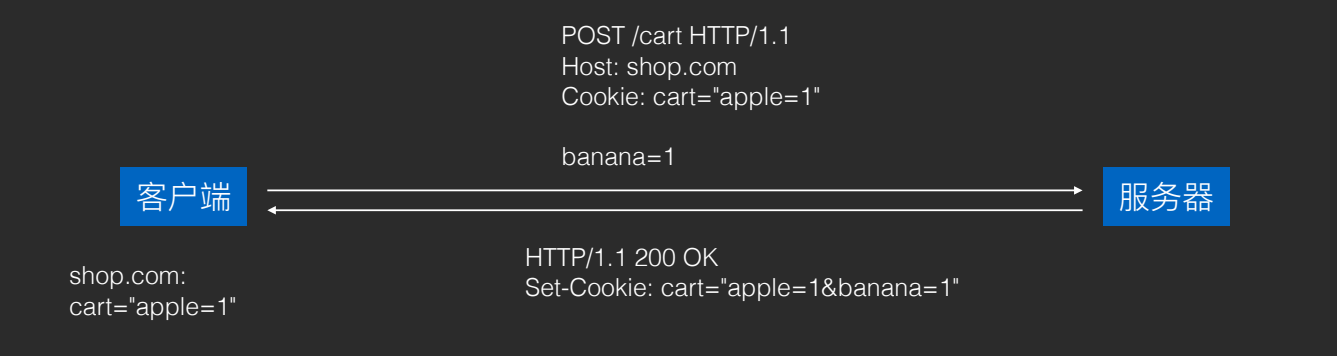 POST /cart HTTP/1.1
Host: shop.com
Cookie: cart="apple=1"
banana=1
客户端
服务器
HTTP/1.1 200 OK
Set-Cookie: cart="apple=1&banana=1"
shop.com:
cart="apple=1"